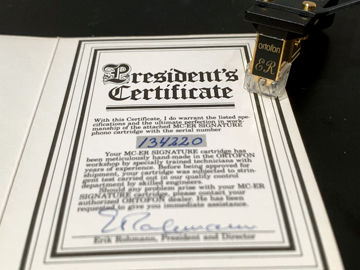 ortofon
ER
President's
Certificate
With this Certificate, I do warrant the listed spe-
cifications and the ultimate perfection in work-
manship of the attached MC-ER SIGNATURE
phono cartridge with the serial number
134220
Your MC-ER SIGNATURE cartridge has
been meticulously hand-made in the ORTOFON
workshop by specially trained technicians with
years of experience. Before being approved for
shipment, your cartridge was subjected to strin-
gent test carried out in our quality control
department by skilled engineers.
Should any problem arise with your MC-ER
SIGNATURE cartridge, please contact your
authorized ORTOFON dealer. He has been
requested to give you immediate assistance.
ERohmann
Erik Rohmann, President and Director